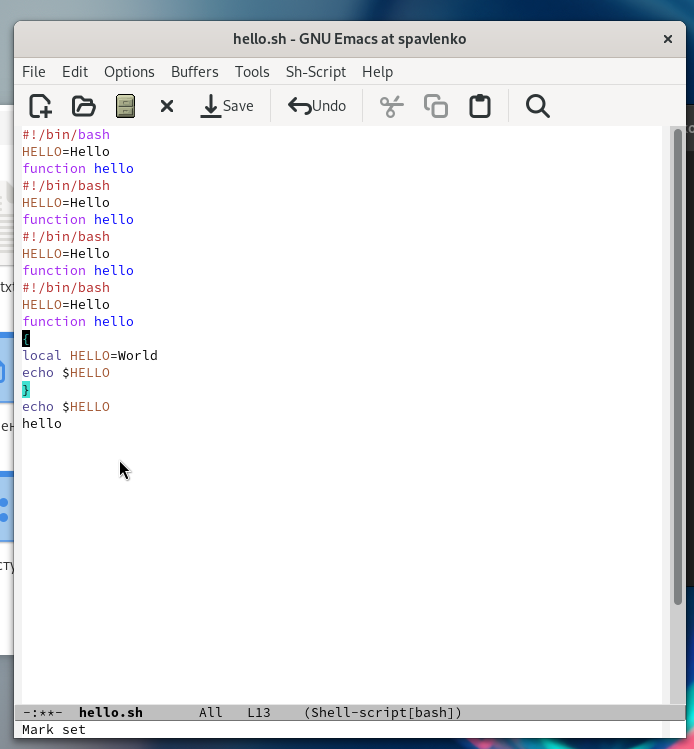 hello.sh - GNU Emacs at spavlenko
File Edit Options Buffers Tools Sh-Script Help
Save Undo
#!/bin/bash
HELLO=Hello
function hello
#!/bin/bash
HELLO=Hello
function hello
#!/bin/bash
HELLO=Hello
function hello
#!/bin/bash
HELLO=Hello
function hello
{
local HELLO=World
echo $HELLO
}
echo $HELLO
hello
-:**- hello.sh All L13 (Shell-script[bash])
Mark set